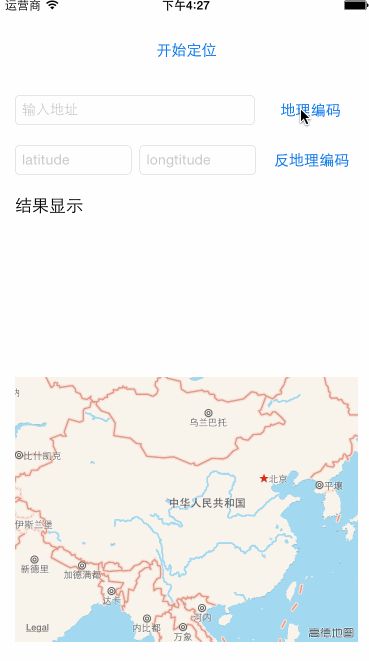 运营商 下午4:27
开始定位
输入地址 地理编码
latitude longtitude 反地理编码
结果显示
乌兰巴托
比什凯克
北京
平壤
中华人民共和国
伊斯兰堡
新德里
加德满都
达卡
内比都
河内
万象
Legal
高德地图